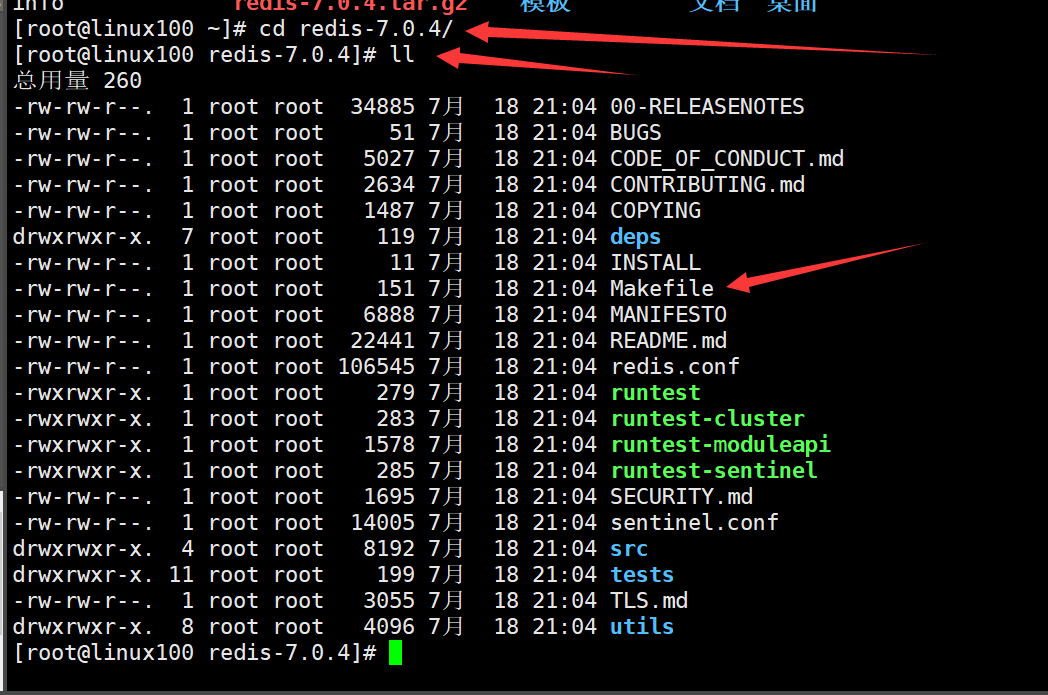 info redis-7.0.4.tar.gz 模板 文档 桌面
[root@linux100 ~]# cd redis-7.0.4/
[root@linux100 redis-7.0.4]# ll
总用量 260
-rw-rw-r--. 1 root root 34885 7月 18 21:04 00-RELEASENOTES
-rw-rw-r--. 1 root root 51 7月 18 21:04 BUGS
-rw-rw-r--. 1 root root 5027 7月 18 21:04 CODE_OF_CONDUCT.md
-rw-rw-r--. 1 root root 2634 7月 18 21:04 CONTRIBUTING.md
-rw-rw-r--. 1 root root 1487 7月 18 21:04 COPYING
drwxrwxr-x. 7 root root 119 7月 18 21:04 deps
-rw-rw-r--. 1 root root 11 7月 18 21:04 INSTALL
-rw-rw-r--. 1 root root 151 7月 18 21:04 Makefile
-rw-rw-r--. 1 root root 6888 7月 18 21:04 MANIFESTO
-rw-rw-r--. 1 root root 22441 7月 18 21:04 README.md
-rw-rw-r--. 1 root root 106545 7月 18 21:04 redis.conf
-rwxrwxr-x. 1 root root 279 7月 18 21:04 runtest
-rwxrwxr-x. 1 root root 283 7月 18 21:04 runtest-cluster
-rwxrwxr-x. 1 root root 1578 7月 18 21:04 runtest-moduleapi
-rwxrwxr-x. 1 root root 285 7月 18 21:04 runtest-sentinel
-rw-rw-r--. 1 root root 1695 7月 18 21:04 SECURITY.md
-rw-rw-r--. 1 root root 14005 7月 18 21:04 sentinel.conf
drwxrwxr-x. 4 root root 8192 7月 18 21:04 src
drwxrwxr-x. 11 root root 199 7月 18 21:04 tests
-rw-rw-r--. 1 root root 3055 7月 18 21:04 TLS.md
drwxrwxr-x. 8 root root 4096 7月 18 21:04 utils
[root@linux100 redis-7.0.4]#